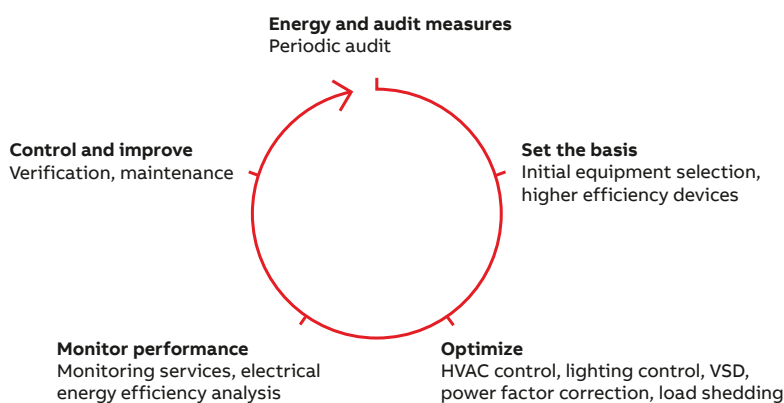 Energy and audit measures
Periodic audit
Set the basis
Initial equipment selection,
higher efficiency devices
Optimize
HVAC control, lighting control, VSD,
power factor correction, load shedding
Monitor performance
Monitoring services, electrical
energy efficiency analysis
Control and improve
Verification, maintenance